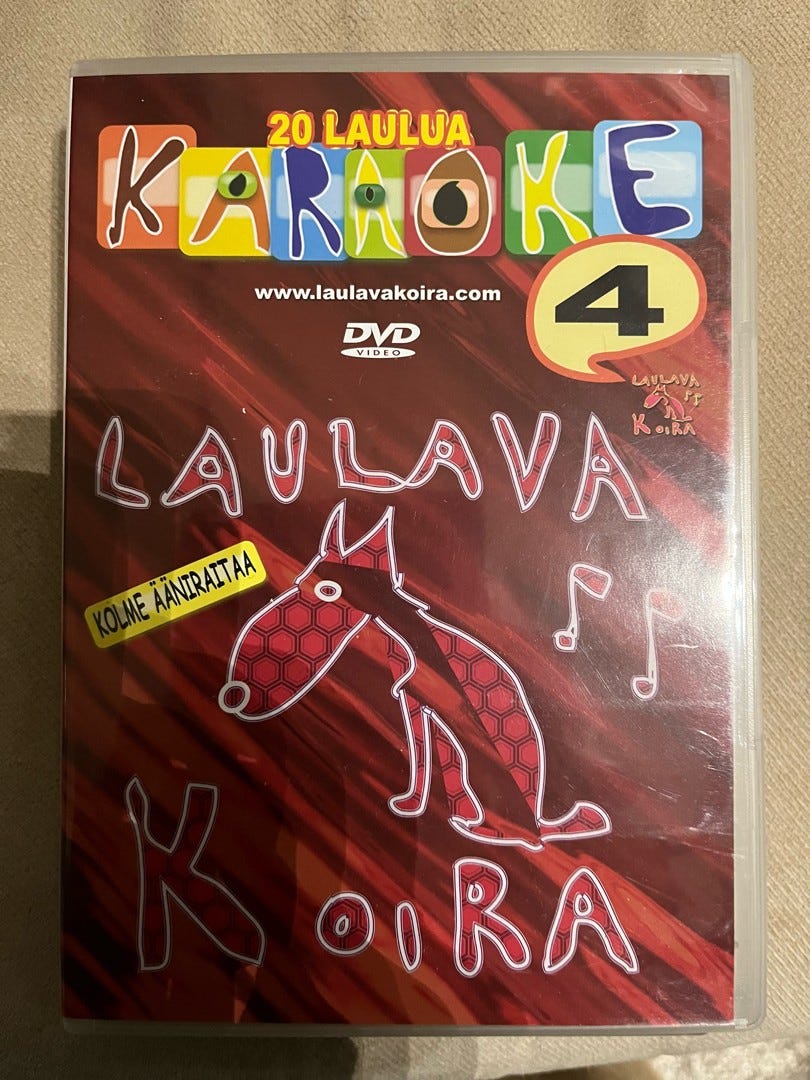 20 LAULUA
KARAOKE
4
www.laulavakoira.com
DVD
VIDEO
LAULAVA
KOIRA
LAULAVA
KOLME ÄÄNIRAITAA
KOIRA